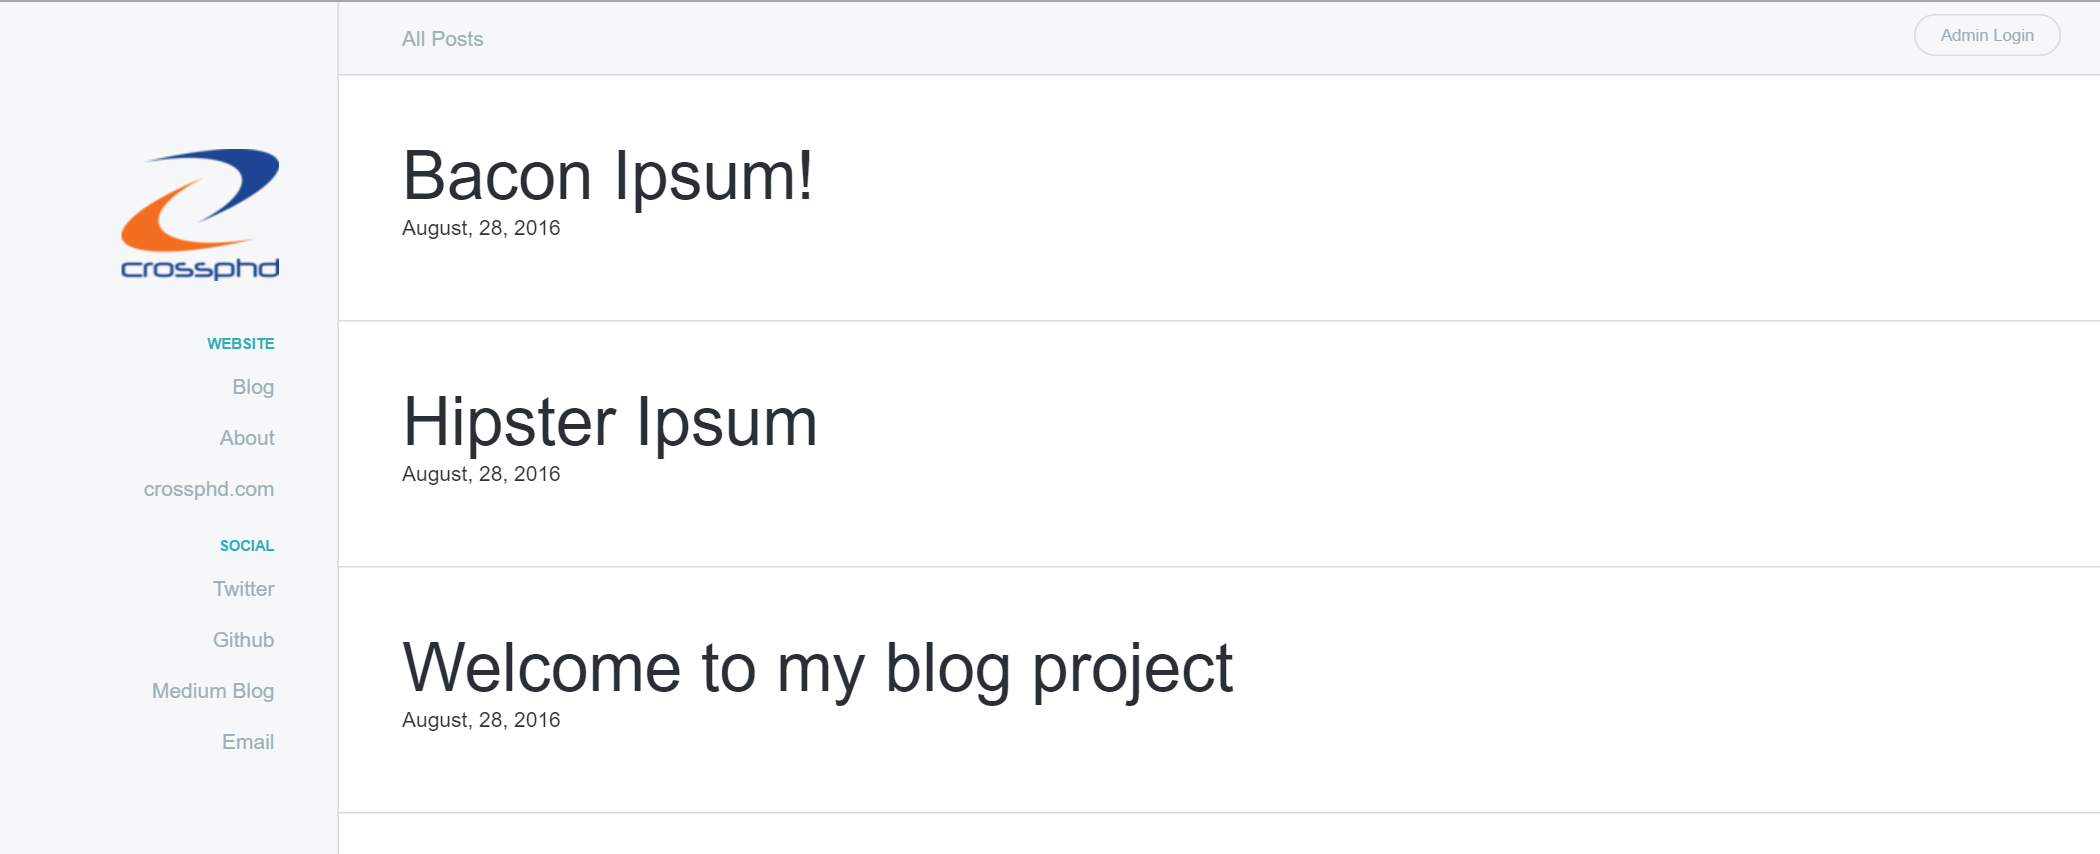 All Posts
Admin Login
crossphd
WEBSITE
Blog
About
crossphd.com
SOCIAL
Twitter
Github
Medium Blog
Email
Bacon Ipsum!
August, 28, 2016
Hipster Ipsum
August, 28, 2016
Welcome to my blog project
August, 28, 2016